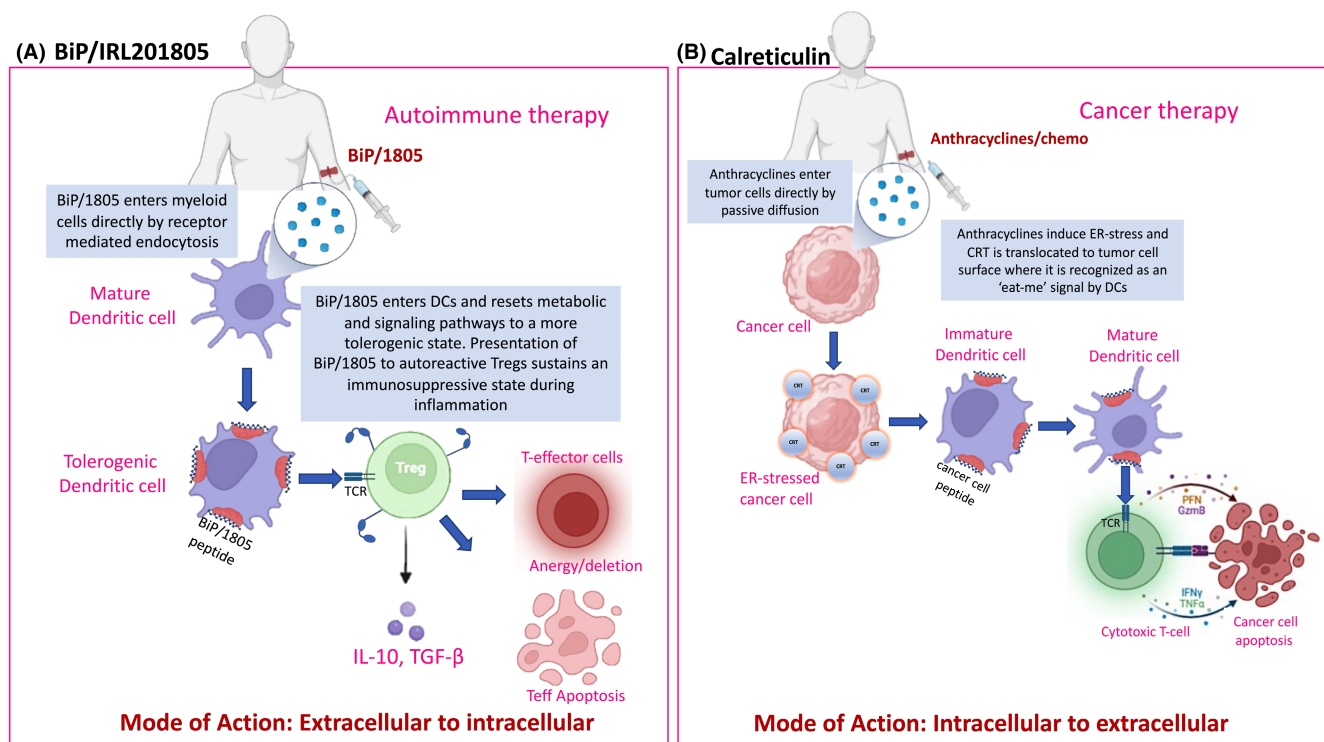 (A) BiP/IRL201805
Autoimmune therapy
BiP/1805
BiP/1805 enters myeloid
cells directly by receptor
mediated endocytosis
Mature
Dendritic cell
BiP/1805 enters DCs and resets metabolic
and signaling pathways to a more
tolerogenic state. Presentation of
BiP/1805 to autoreactive Tregs sustains an
immunosuppressive state during
inflammation
Tolerogenic
Dendritic cell
BiP/1805
peptide
TCR
Treg
T-effector cells
Anergy/deletion
IL-10, TGF-β
Teff Apoptosis
Mode of Action: Extracellular to intracellular
(B) Calreticulin
Cancer therapy
Anthracyclines/chemo
Anthracyclines enter
tumor cells directly by
passive diffusion
Anthracyclines induce ER-stress and
CRT is translocated to tumor cell
surface where it is recognized as an
'eat-me' signal by DCs
Cancer cell
CRT
CRT
CRT
CRT
CRT
ER-stressed
cancer cell
Immature
Dendritic cell
cancer cell
peptide
Mature
Dendritic cell
TCR
PFN
GzmB
IFNγ
TNFα
Cytotoxic T-cell
Cancer cell
apoptosis
Mode of Action: Intracellular to extracellular